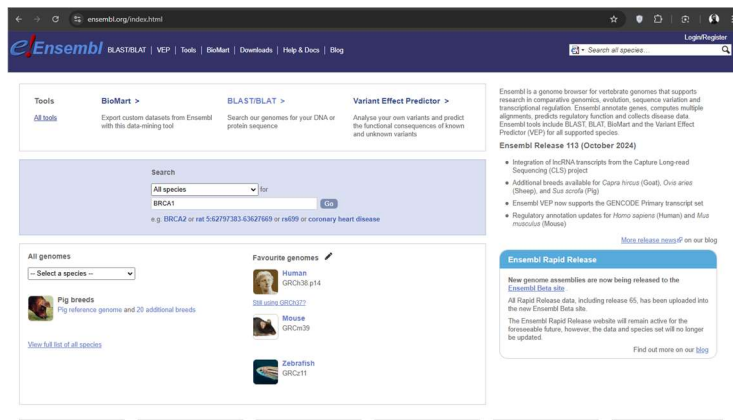 ensembl.org/index.html
Login/Register
e!Ensembl BLAST/BLAT | VEP | Tools | BioMart | Downloads | Help & Docs | Blog
Search all species...
Tools
All tools
BioMart >
Export custom datasets from Ensembl
with this data-mining tool
BLAST/BLAT >
Search our genomes for your DNA or
protein sequence
Variant Effect Predictor >
Analyse your own variants and predict
the functional consequences of known
and unknown variants
Search
All species for
BRCA1 Go
e.g. BRCA2 or rat 5:62797383-63627669 or rs699 or coronary heart disease
All genomes
-- Select a species --
Pig breeds
Pig reference genome and 20 additional breeds
View full list of all species
Favourite genomes
Human
GRCh38.p14
Still using GRCh37?
Mouse
GRCm39
Zebrafish
GRCz11
Ensembl is a genome browser for vertebrate genomes that supports
research in comparative genomics, evolution, sequence variation and
transcriptional regulation. Ensembl annotate genes, computes multiple
alignments, predicts regulatory function and collects disease data.
Ensembl tools include BLAST, BLAT, BioMart and the Variant Effect
Predictor (VEP) for all supported species.
Ensembl Release 113 (October 2024)
Integration of lncRNA transcripts from the Capture Long-read
Sequencing (CLS) project
Additional breeds available for Capra hircus (Goat), Ovis aries
(Sheep), and Sus scrofa (Pig)
Ensembl VEP now supports the GENCODE Primary transcript set
Regulatory annotation updates for Homo sapiens (Human) and Mus
musculus (Mouse)
More release news on our blog
Ensembl Rapid Release
New genome assemblies are now being released to the
Ensembl Beta site.
All Rapid Release data, including release 65, has been uploaded into
the new Ensembl Beta site.
The Ensembl Rapid Release website will remain active for the
foreseeable future, however, the data and species set will no longer
be updated.
Find out more on our blog